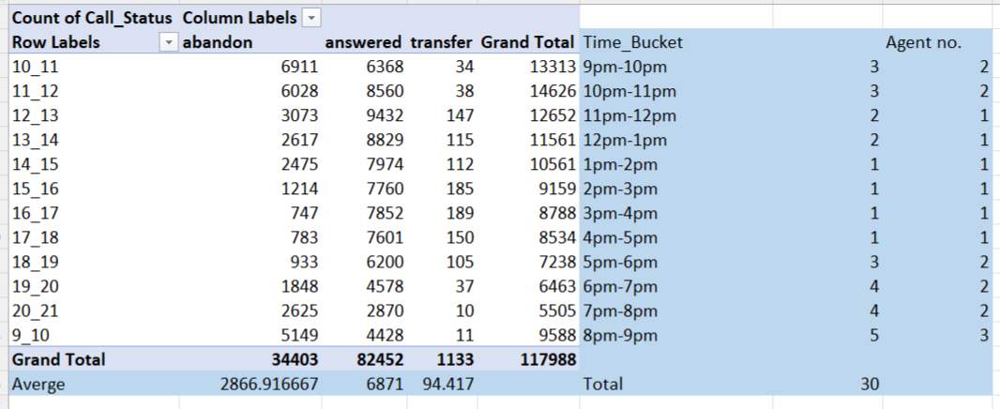 Count of Call_Status Column Labels
Row Labels abandon answered transfer Grand Total Time_Bucket Agent no.
10_11 6911 6368 34 13313 9pm-10pm 3 2
11_12 6028 8560 38 14626 10pm-11pm 3 2
12_13 3073 9432 147 12652 11pm-12pm 2 1
13_14 2617 8829 115 11561 12pm-1pm 2 1
14_15 2475 7974 112 10561 1pm-2pm 1 1
15_16 1214 7760 185 9159 2pm-3pm 1 1
16_17 747 7852 189 8788 3pm-4pm 1 1
17_18 783 7601 150 8534 4pm-5pm 1 1
18_19 933 6200 105 7238 5pm-6pm 3 2
19_20 1848 4578 37 6463 6pm-7pm 4 2
20_21 2625 2870 10 5505 7pm-8pm 4 2
9_10 5149 4428 11 9588 8pm-9pm 5 3
Grand Total 34403 82452 1133 117988
Averge 2866.916667 6871 94.417 Total 30